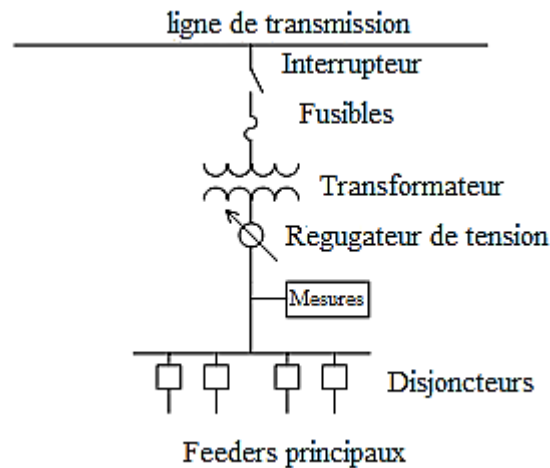 ligne de transmission
Interrupteur
Fusibles
Transformateur
Regugateur de tension
Mesures
Disjoncteurs
Feeders principaux